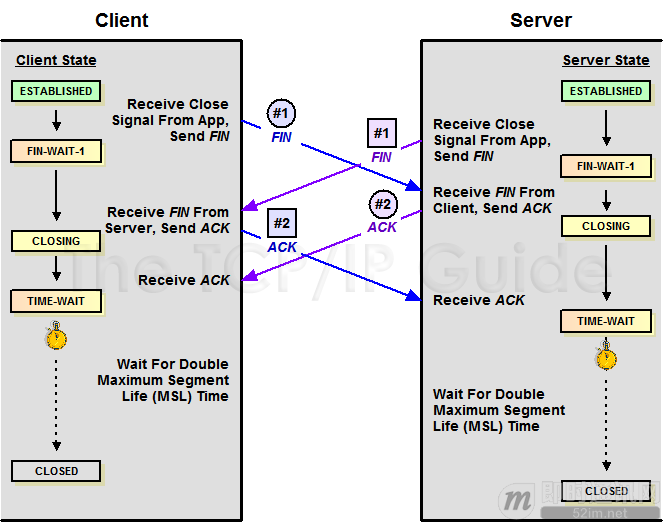 Client
Server
Client State
ESTABLISHED
FIN-WAIT-1
CLOSING
TIME-WAIT
CLOSED
Receive Close
Signal From App,
Send FIN
Receive FIN From
Server, Send ACK
Receive ACK
Wait For Double
Maximum Segment
Life (MSL) Time
#1
FIN
#1
FIN
#2
ACK
#2
ACK
Receive Close
Signal From App,
Send FIN
Receive FIN From
Client, Send ACK
Receive ACK
Wait For Double
Maximum Segment
Life (MSL) Time
Server State
ESTABLISHED
FIN-WAIT-1
CLOSING
TIME-WAIT
CLOSED
The TCP/IP Guide
m
52im.net